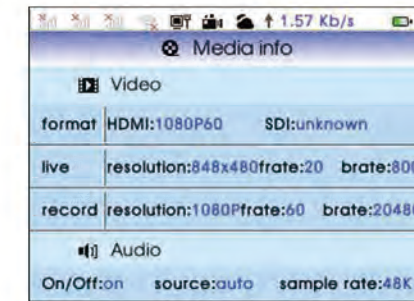 1.57 Kb/s
Media info
Video
format HDMI:1080P60 SDI:unknown
live resolution:848x480frate:20 brate:800
record resolution:1080Pfrate:60 brate:20480
Audio
On/Off:on source:auto sample rate:48K